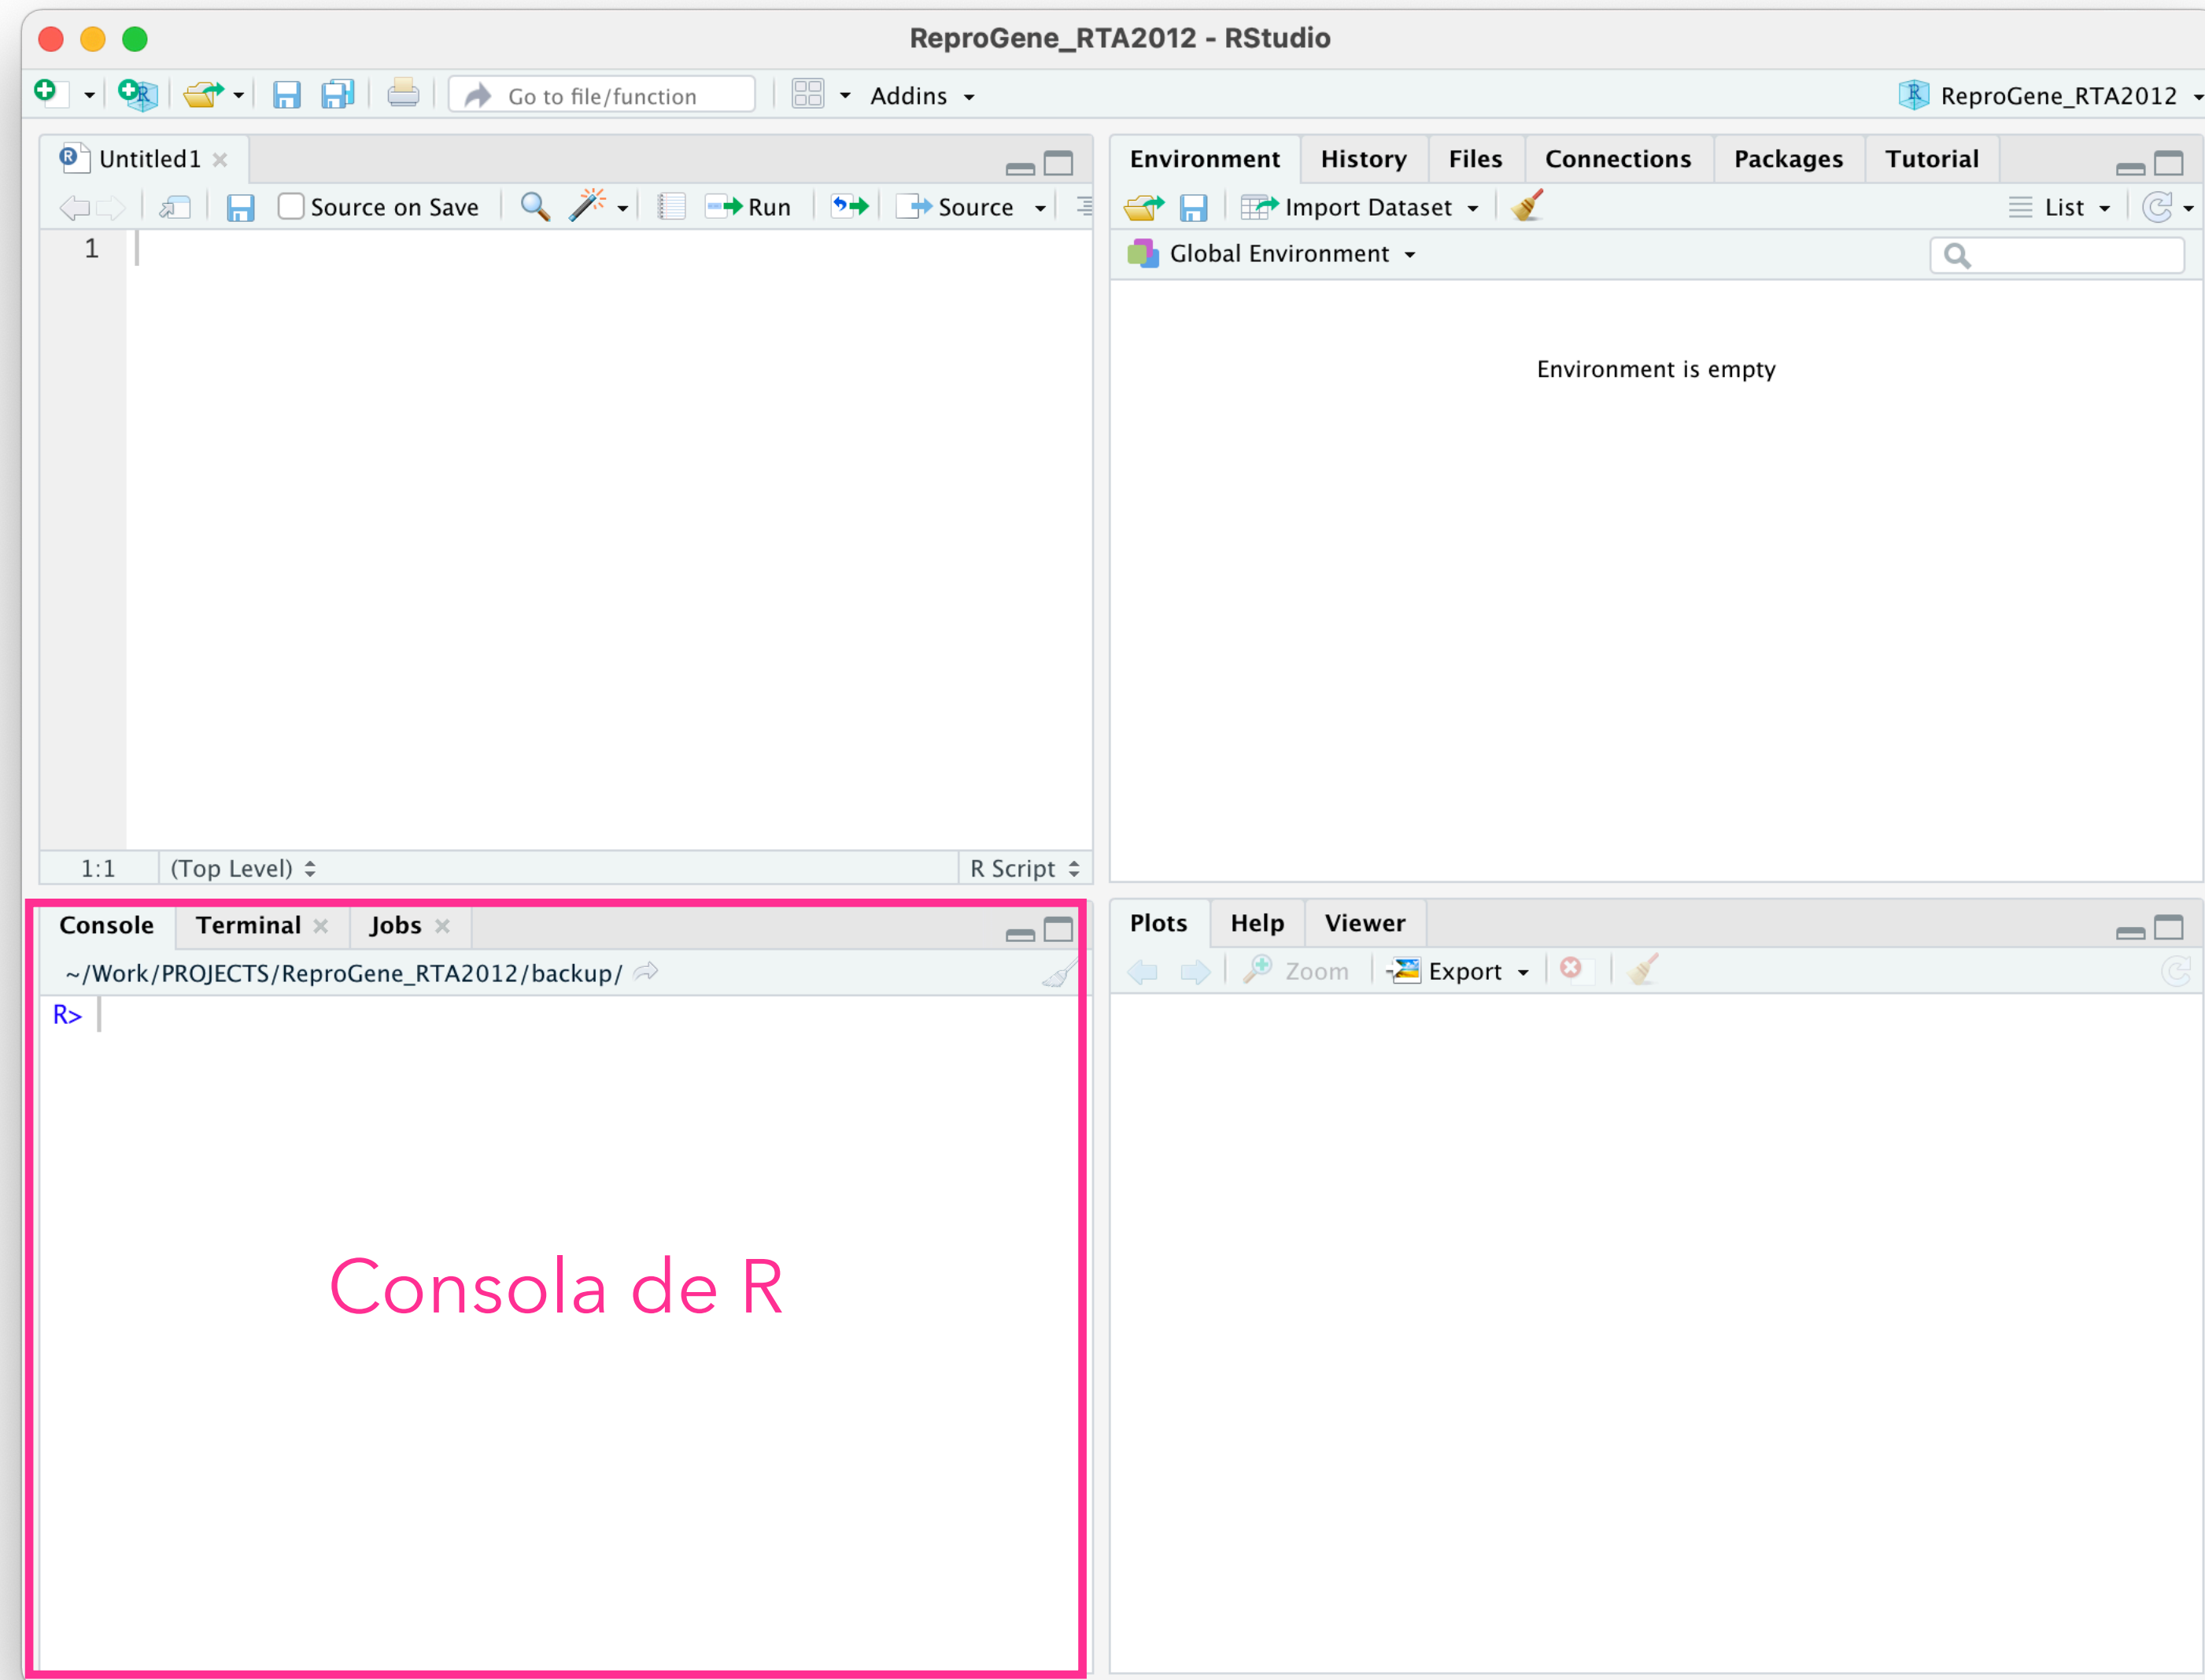 ReproGene_RTA2012 - RStudio
Go to file/function Addins ReproGene_RTA2012
Untitled1
Source on Save Run Source
1
1:1 (Top Level) R Script
Environment History Files Connections Packages Tutorial
Import Dataset List
Global Environment
Environment is empty
Console Terminal Jobs
~/Work/PROJECTS/ReproGene_RTA2012/backup/
R>
Consola de R
Plots Help Viewer
Zoom Export